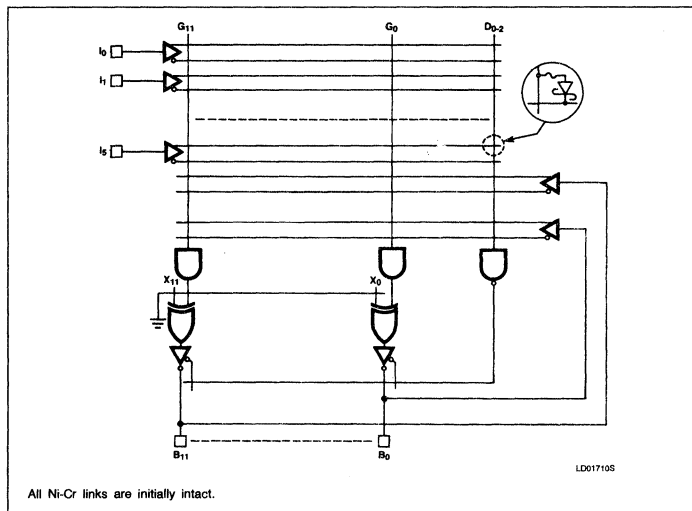 G11 G0 D0-2
I0
I1
I5
X11 X0
B11 B0
LD01710S
All Ni-Cr links are initially intact.